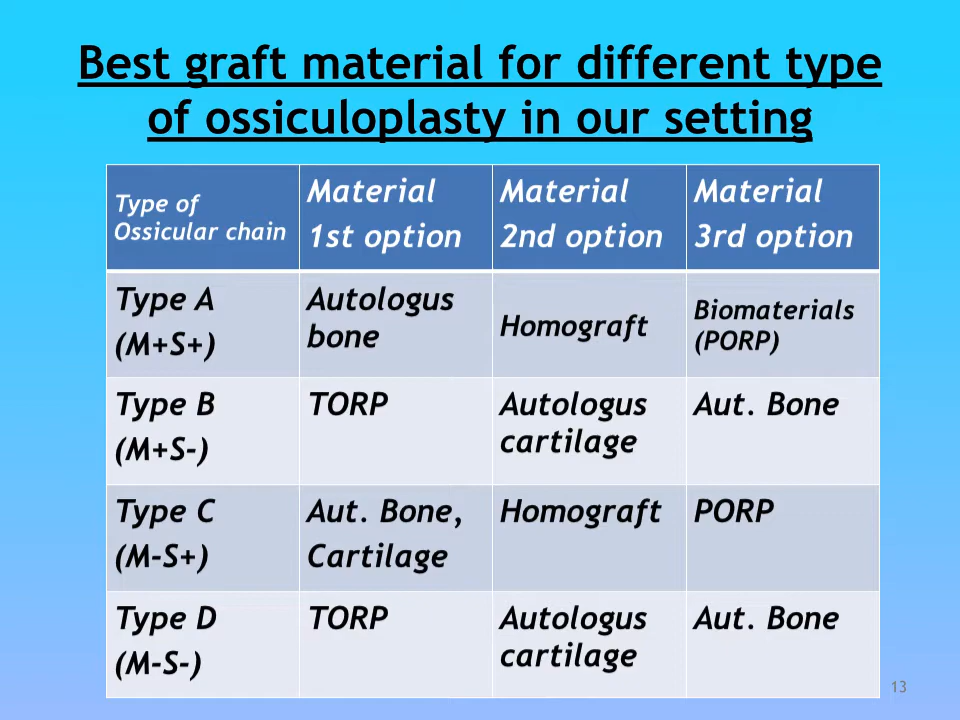 Best graft material for different type
of ossiculoplasty in our setting
Type of
Ossicular chain
Material
1st option
Material
2nd option
Material
3rd option
Type A
(M+S+)
Autologus
bone
Homograft
Biomaterials
(PORP)
Type B
(M+S-)
TORP
Autologus
cartilage
Aut. Bone
Type C
(M-S+)
Aut. Bone,
Cartilage
Homograft
PORP
Type D
(M-S-)
TORP
Autologus
cartilage
Aut. Bone
13